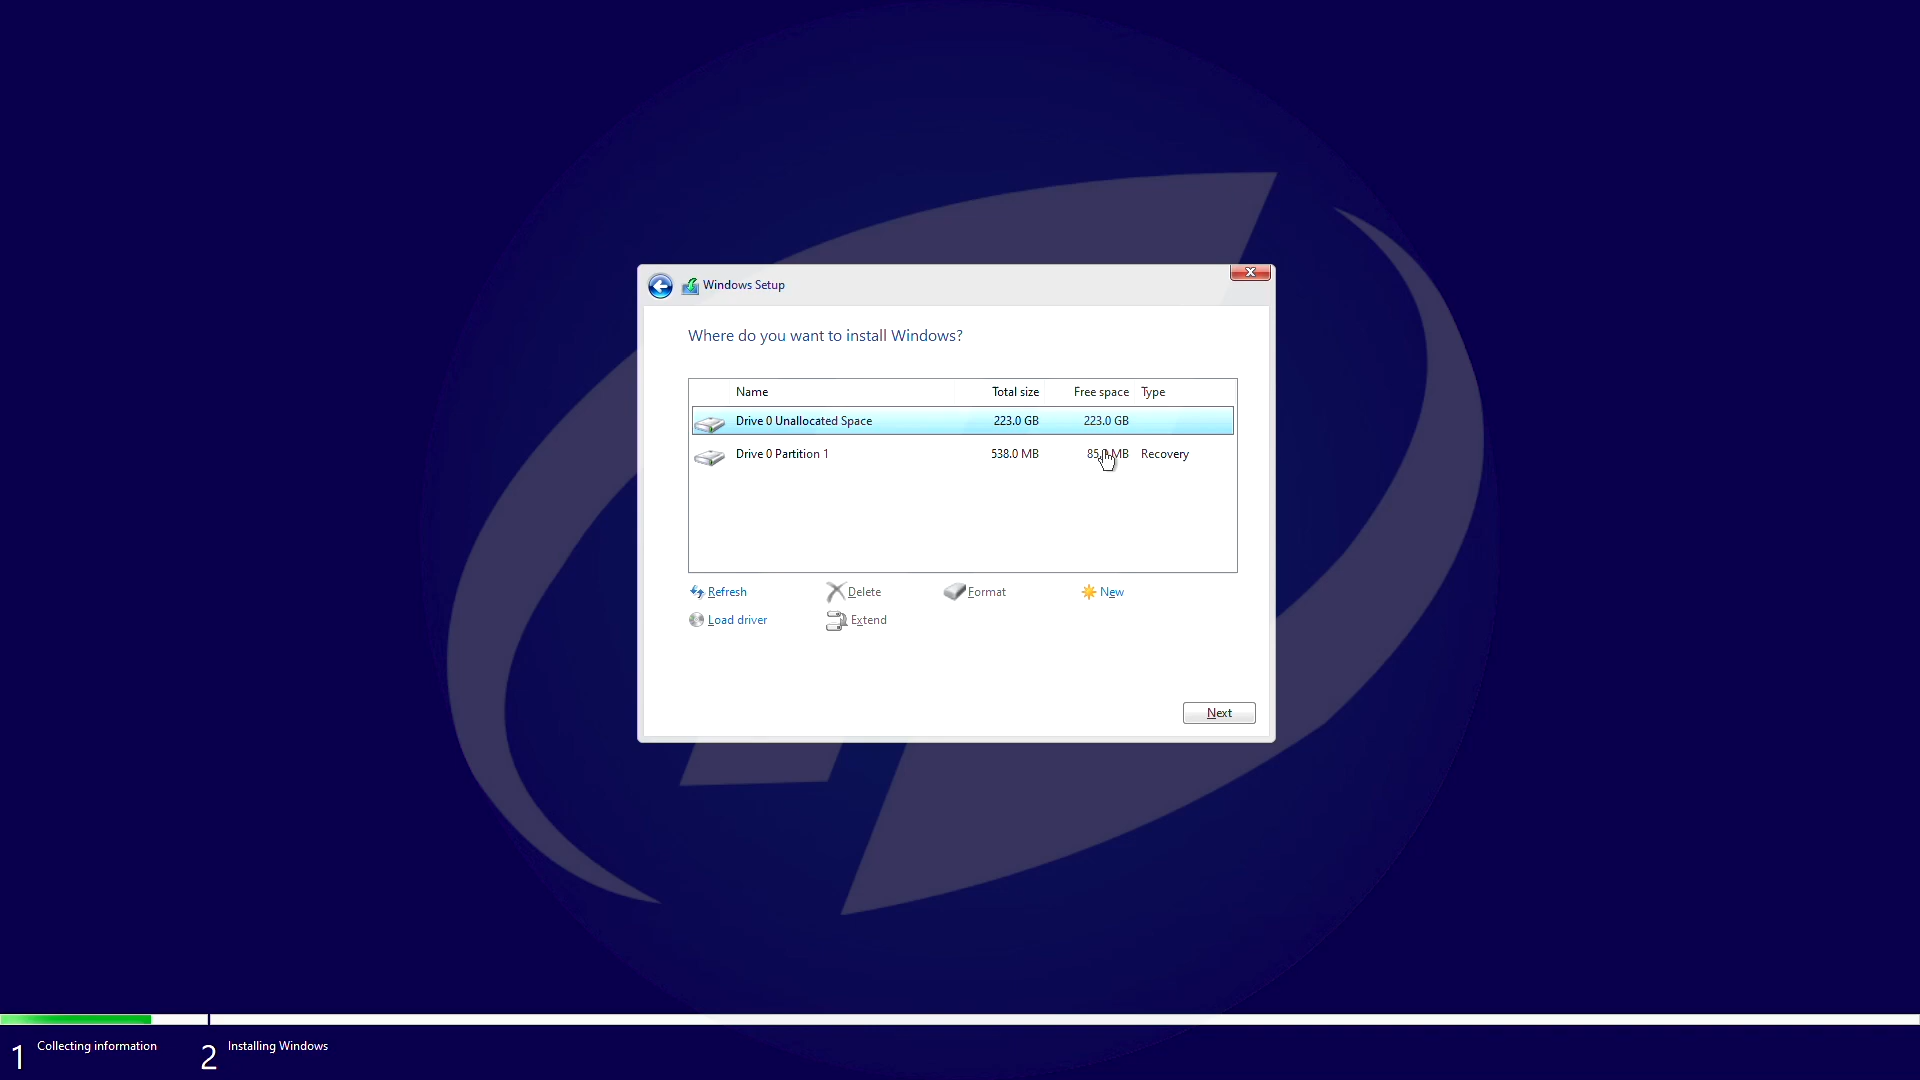 Windows Setup
Where do you want to install Windows?
Name Total size Free space Type
Drive 0 Unallocated Space 223.0 GB 223.0 GB
Drive 0 Partition 1 538.0 MB MB Recovery
Refresh Delete Format New
Load driver Extend
Next
1 Collecting information 2 Installing Windows